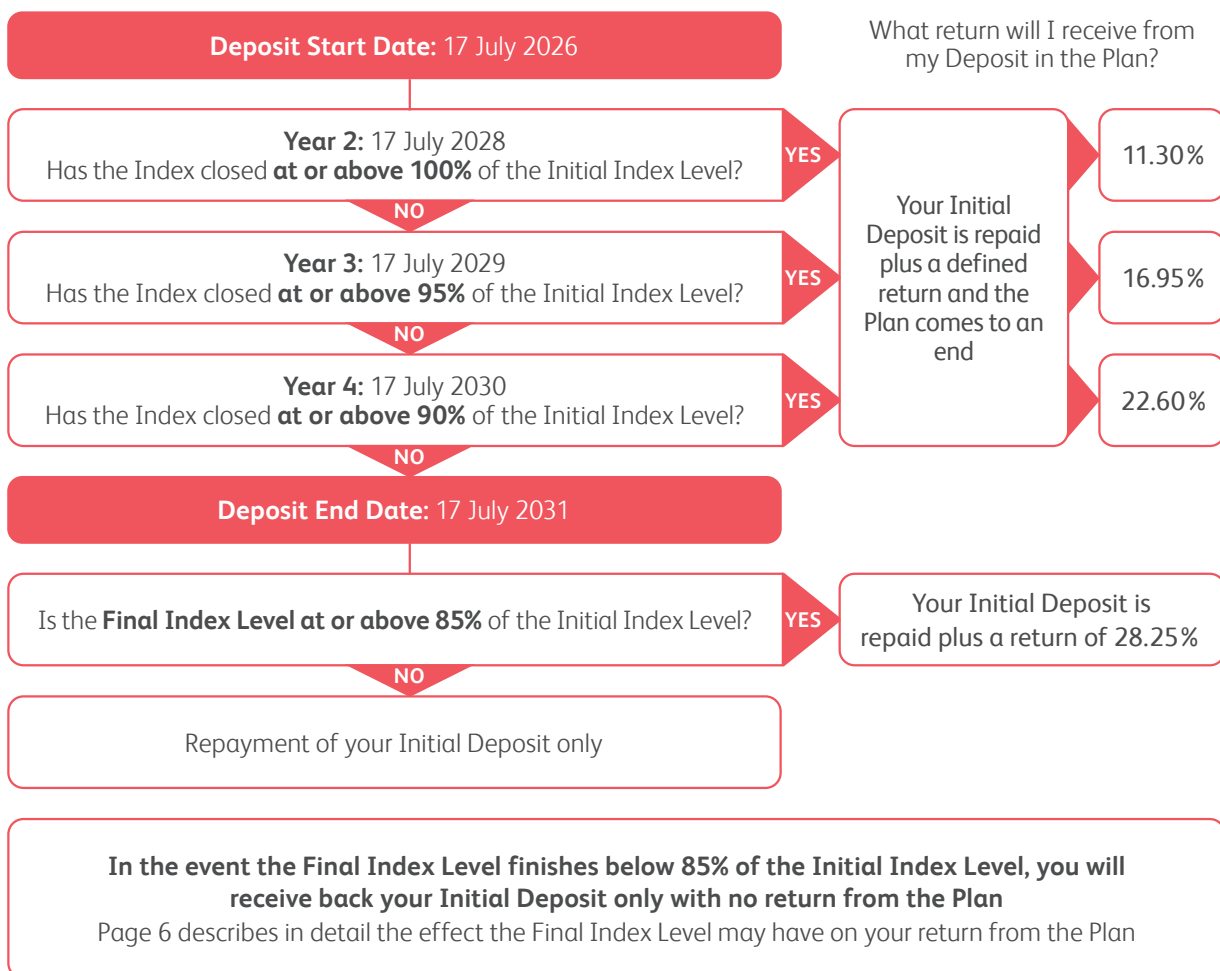 Deposit Start Date: 17 July 2026
What return will I receive from
my Deposit in the Plan?
Year 2: 17 July 2028
Has the Index closed at or above 100% of the Initial Index Level?
YES
11.30%
NO
Year 3: 17 July 2029
Has the Index closed at or above 95% of the Initial Index Level?
YES
16.95%
NO
Year 4: 17 July 2030
Has the Index closed at or above 90% of the Initial Index Level?
YES
22.60%
NO
Your Initial
Deposit is repaid
plus a defined
return and the
Plan comes to an
end
Deposit End Date: 17 July 2031
Is the Final Index Level at or above 85% of the Initial Index Level?
YES
Your Initial Deposit is
repaid plus a return of 28.25%
NO
Repayment of your Initial Deposit only
In the event the Final Index Level finishes below 85% of the Initial Index Level, you will
receive back your Initial Deposit only with no return from the Plan
Page 6 describes in detail the effect the Final Index Level may have on your return from the Plan